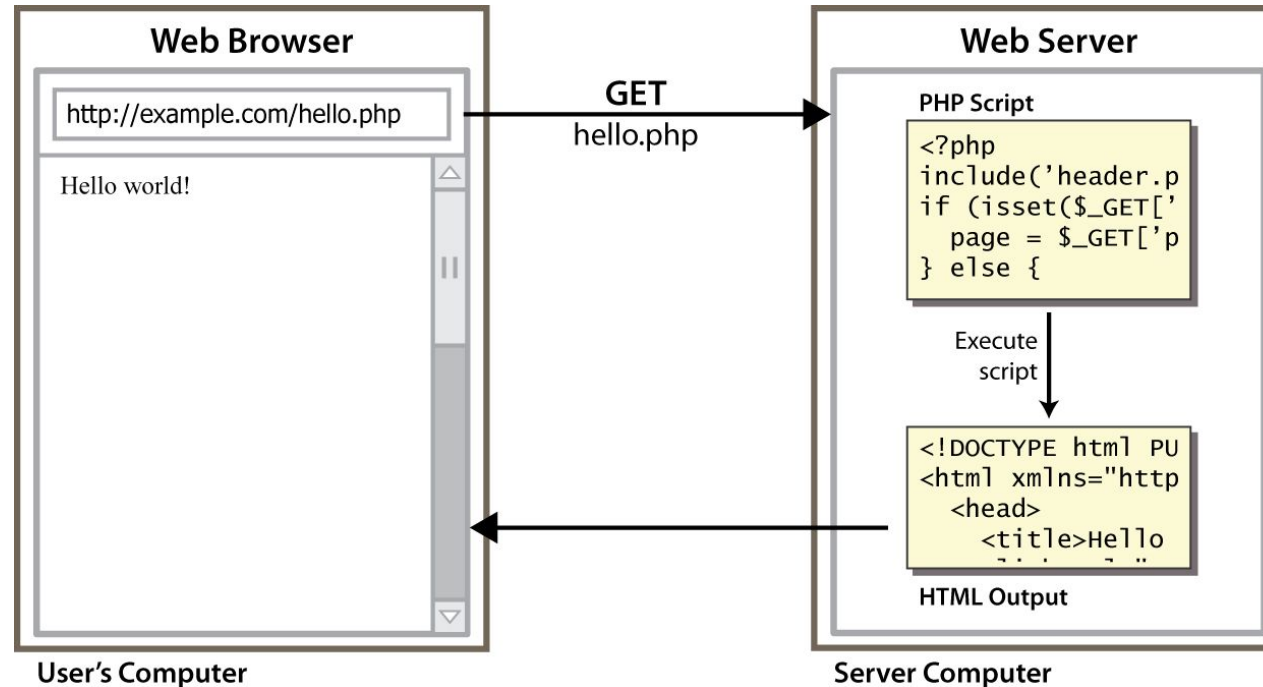 Web Browser
http://example.com/hello.php
Hello world!
User's Computer
GET
hello.php
Web Server
PHP Script
<?php
include('header.p
if (isset($_GET['
page = $_GET['p
} else {
Execute
script
<!DOCTYPE html PU
<html xmlns="http
<head>
<title>Hello
HTML Output
Server Computer